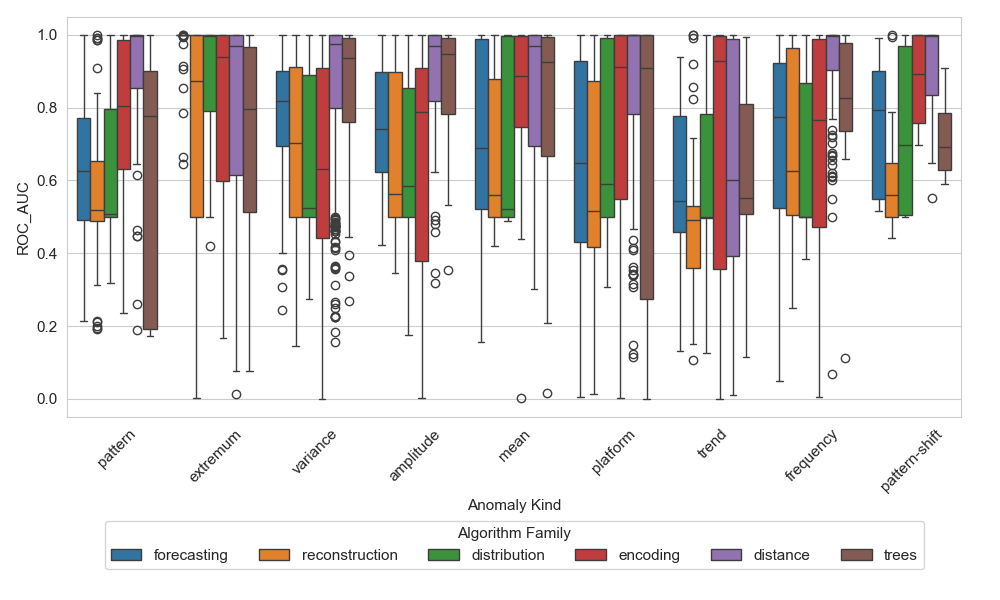 ROC_AUC
1.0
0.8
0.6
0.4
0.2
0.0
pattern
extremum
variance
amplitude
mean
platform
trend
frequency
pattern-shift
Anomaly Kind
Algorithm Family
forecasting reconstruction distribution encoding distance trees